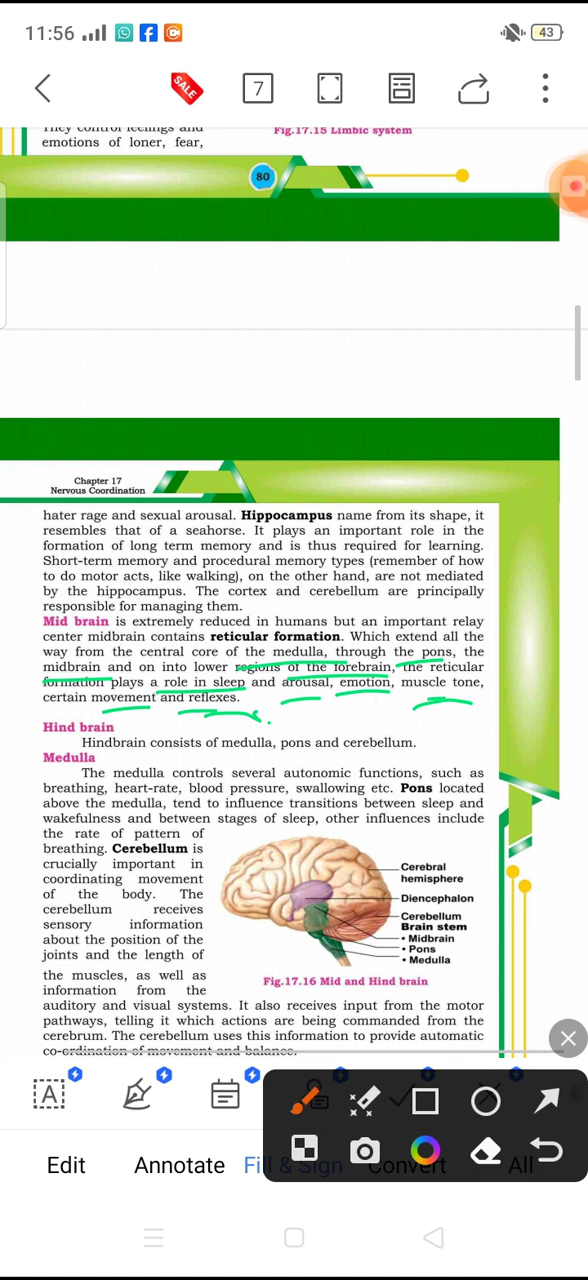 11:56
43
SALE
7
They control feelings and
emotions of loner, fear,
Fig.17.15 Limbic system
80
Chapter 17
Nervous Coordination
hater rage and sexual arousal. Hippocampus name from its shape, it
resembles that of a seahorse. It plays an important role in the
formation of long term memory and is thus required for learning.
Short-term memory and procedural memory types (remember of how
to do motor acts, like walking), on the other hand, are not mediated
by the hippocampus. The cortex and cerebellum are principally
responsible for managing them.
Mid brain is extremely reduced in humans but an important relay
center midbrain contains reticular formation. Which extend all the
way from the central core of the medulla, through the pons, the
midbrain and on into lower regions of the forebrain, the reticular
formation plays a role in sleep and arousal, emotion, muscle tone,
certain movement and reflexes.
Hind brain
Hindbrain consists of medulla, pons and cerebellum.
Medulla
The medulla controls several autonomic functions, such as
breathing, heart-rate, blood pressure, swallowing etc. Pons located
above the medulla, tend to influence transitions between sleep and
wakefulness and between stages of sleep, other influences include
the rate of pattern of
breathing. Cerebellum is
crucially important in
coordinating movement
of the body. The
cerebellum receives
sensory information
about the position of the
joints and the length of
the muscles, as well as
information from the
auditory and visual systems. It also receives input from the motor
pathways, telling it which actions are being commanded from the
cerebrum. The cerebellum uses this information to provide automatic
co-ordination of movement and balance.
Cerebral
hemisphere
Diencephalon
Cerebellum
Brain stem
• Midbrain
• Pons
• Medulla
Fig.17.16 Mid and Hind brain
A
Edit
Annotate
Fill & Sign
Convert
All